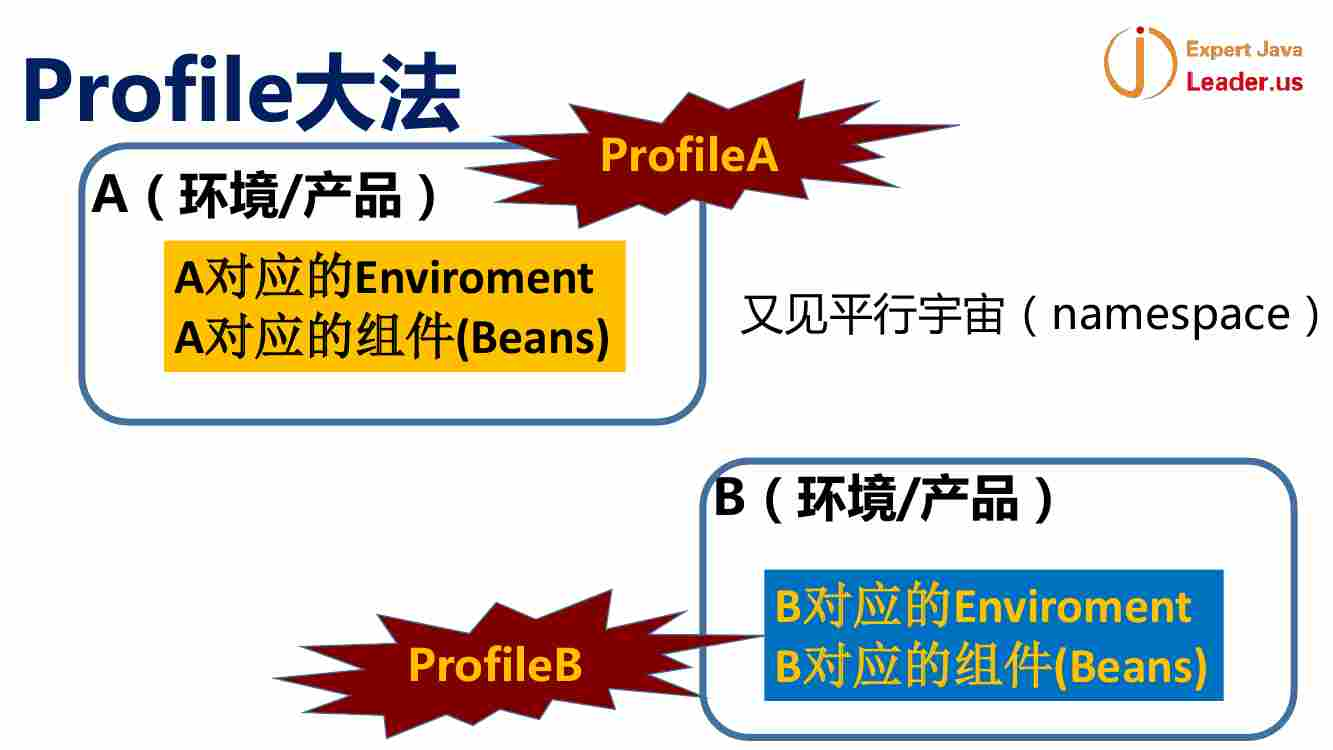 Profile大法
Expert Java
Leader.us
ProfileA
A（环境/产品）
A对应的Enviroment
A对应的组件(Beans)
又见平行宇宙（namespace）
B（环境/产品）
B对应的Enviroment
B对应的组件(Beans)
ProfileB